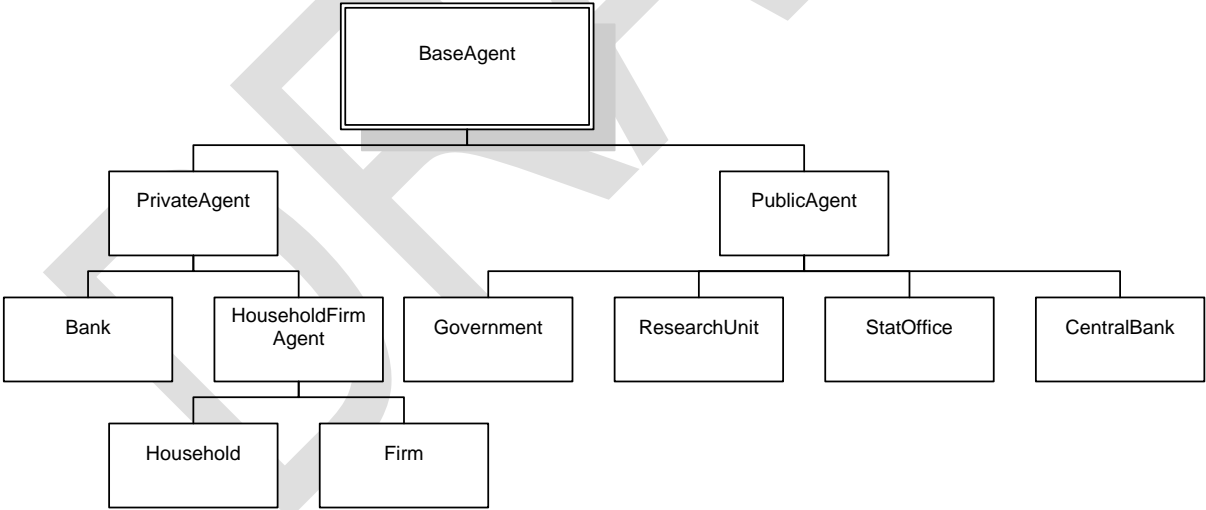 BaseAgent
PrivateAgent
PublicAgent
Bank
HouseholdFirm
Agent
Government
ResearchUnit
StatOffice
CentralBank
Household
Firm